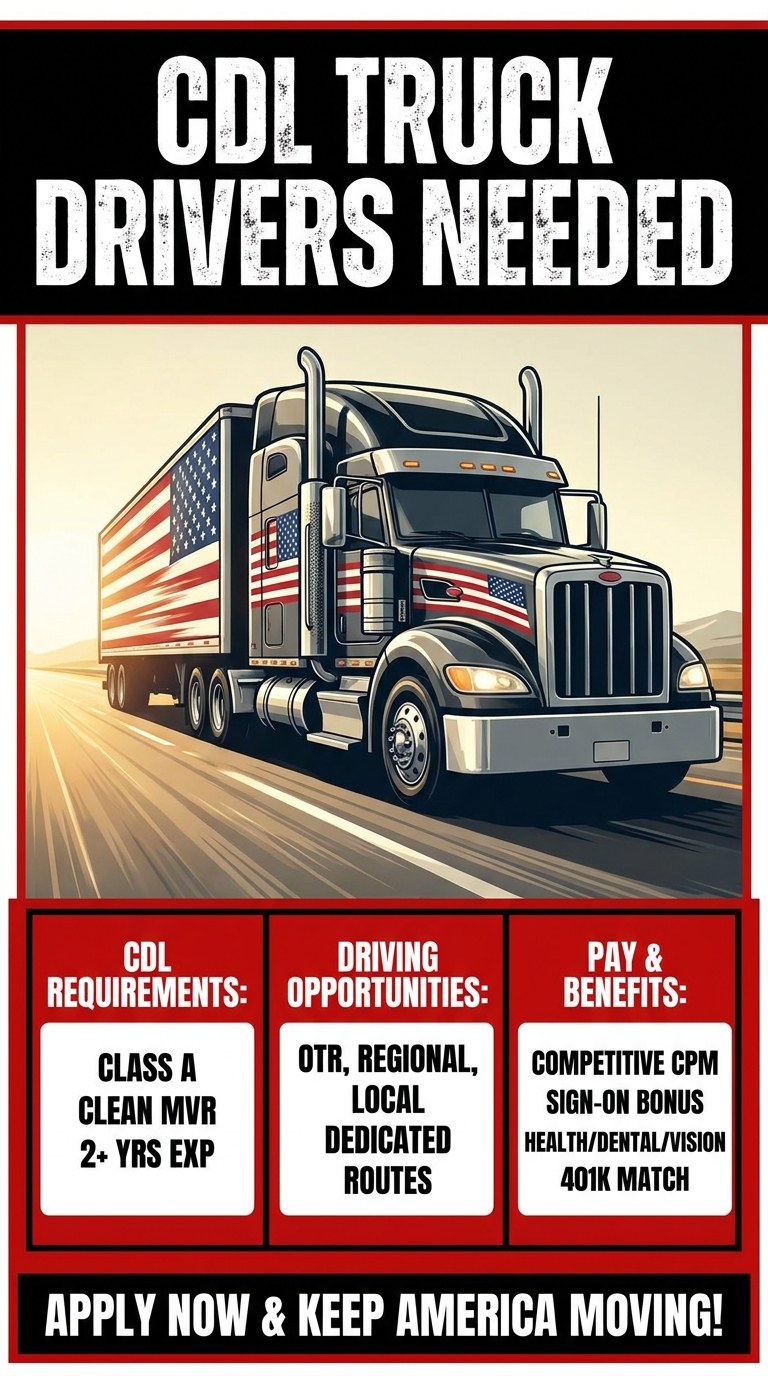 CDL TRUCK
DRIVERS NEEDED
CDL
REQUIREMENTS:
CLASS A
CLEAN MVR
2+ YRS EXP
DRIVING
OPPORTUNITIES:
OTR, REGIONAL,
LOCAL
DEDICATED
ROUTES
PAY &
BENEFITS:
COMPETITIVE CPM
SIGN-ON BONUS
HEALTH/DENTAL/VISION
401K MATCH
APPLY NOW & KEEP AMERICA MOVING!